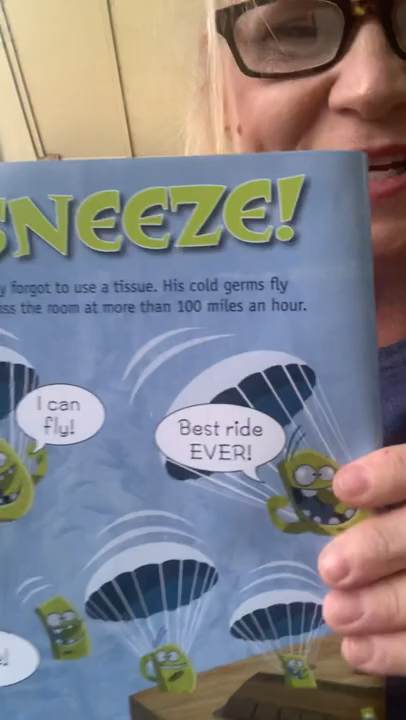 SNEEZE!
y forgot to use a tissue. His cold germs fly
ss the room at more than 100 miles an hour.
I can
fly!
Best ride
EVER!